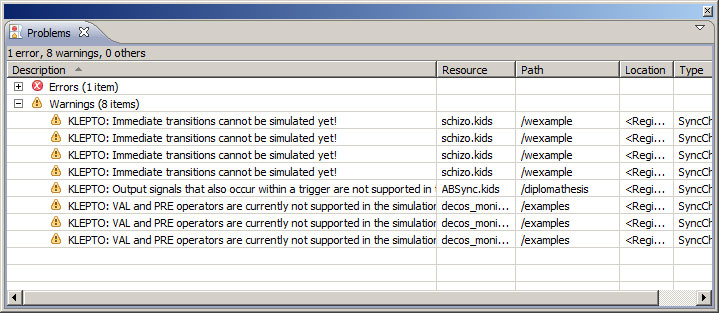 Problems
1 error, 8 warnings, 0 others
Description Resource Path Location Type
Errors (1 item)
Warnings (8 items)
KLEPTO: Immediate transitions cannot be simulated yet! schizo.kids /wexample <Regi... SyncCh
KLEPTO: Immediate transitions cannot be simulated yet! schizo.kids /wexample <Regi... SyncCh
KLEPTO: Immediate transitions cannot be simulated yet! schizo.kids /wexample <Regi... SyncCh
KLEPTO: Immediate transitions cannot be simulated yet! schizo.kids /wexample <Regi... SyncCh
KLEPTO: Output signals that also occur within a trigger are not supported in t ABSync.kids /diplomathesis <Regi... SyncCh
KLEPTO: VAL and PRE operators are currently not supported in the simulation decos_moni... /examples <Regi... SyncCh
KLEPTO: VAL and PRE operators are currently not supported in the simulation decos_moni... /examples <Regi... SyncCh
KLEPTO: VAL and PRE operators are currently not supported in the simulation decos_moni... /examples <Regi... SyncCh